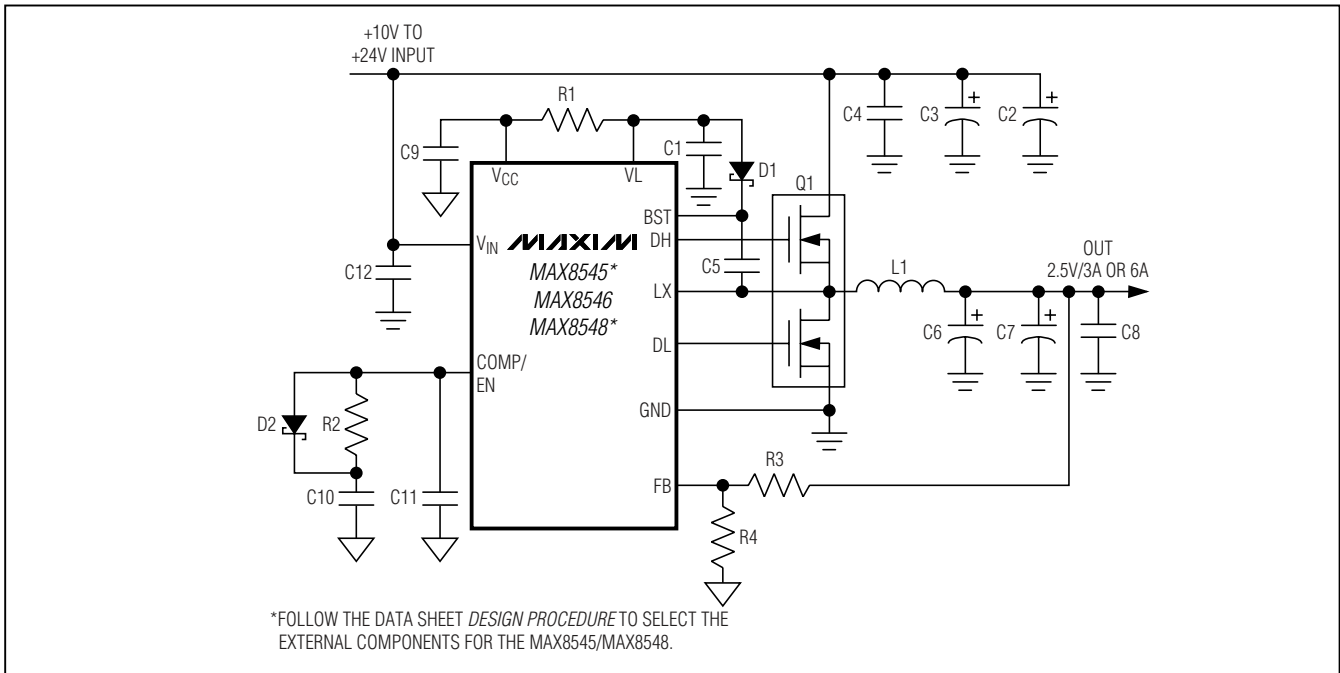 +10V TO
+24V INPUT
R1
C4
C3
+
C2
+
C9
C1
D1
VCC
VL
Q1
BST
VIN
MAXIM
DH
C12
MAX8545*
C5
L1
OUT
2.5V/3A OR 6A
MAX8546
LX
MAX8548*
C6
+
C7
+
C8
DL
COMP/
EN
D2
R2
GND
R3
FB
C10
C11
R4
*FOLLOW THE DATA SHEET DESIGN PROCEDURE TO SELECT THE
EXTERNAL COMPONENTS FOR THE MAX8545/MAX8548.